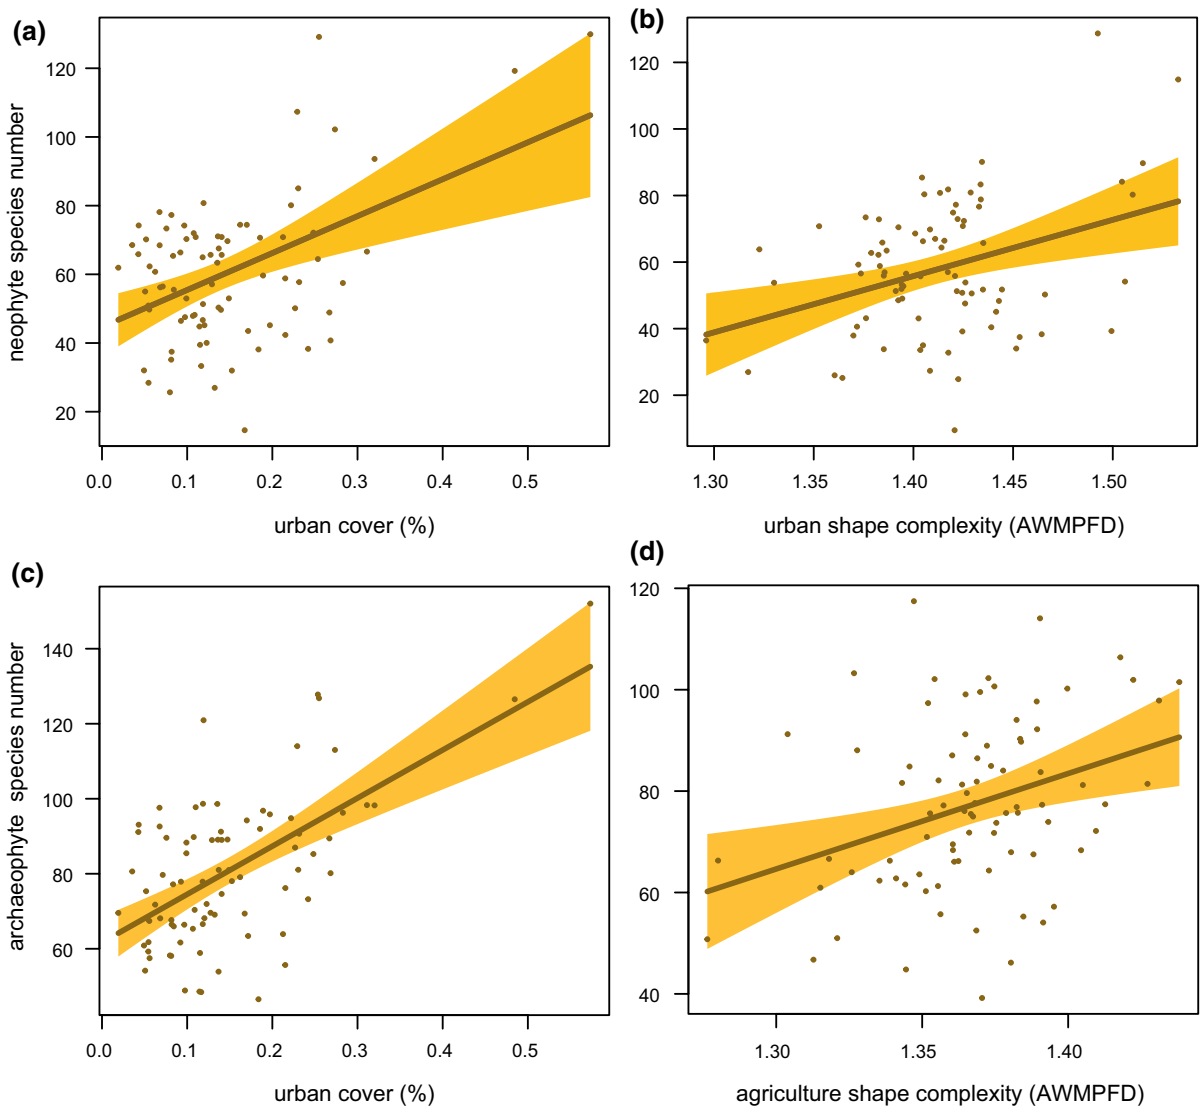 (a)
neophyte species number
120
100
80
60
40
20
0.0 0.1 0.2 0.3 0.4 0.5
urban cover (%)
(b)
120
100
80
60
40
20
1.30 1.35 1.40 1.45 1.50
urban shape complexity (AWMPFD)
(c)
archaeophyte species number
140
120
100
80
60
0.0 0.1 0.2 0.3 0.4 0.5
urban cover (%)
(d)
120
100
80
60
40
1.30 1.35 1.40
agriculture shape complexity (AWMPFD)